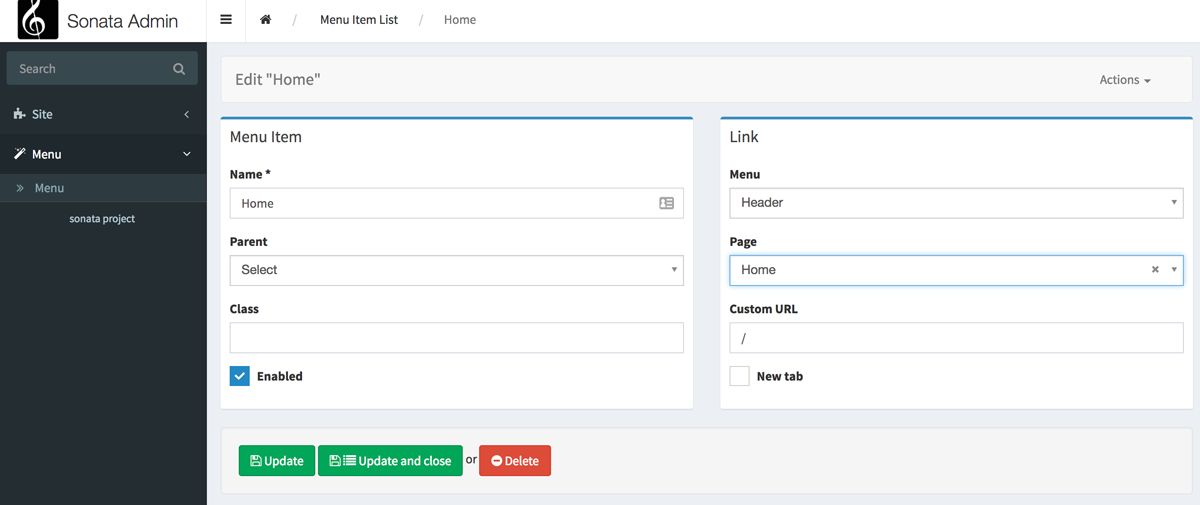 Sonata Admin
/ Menu Item List / Home
Search
Site
Menu
Menu
sonata project
Edit "Home"
Actions
Menu Item
Name *
Home
Parent
Select
Class
Enabled
Link
Menu
Header
Page
Home
Custom URL
/
New tab
Update Update and close or Delete